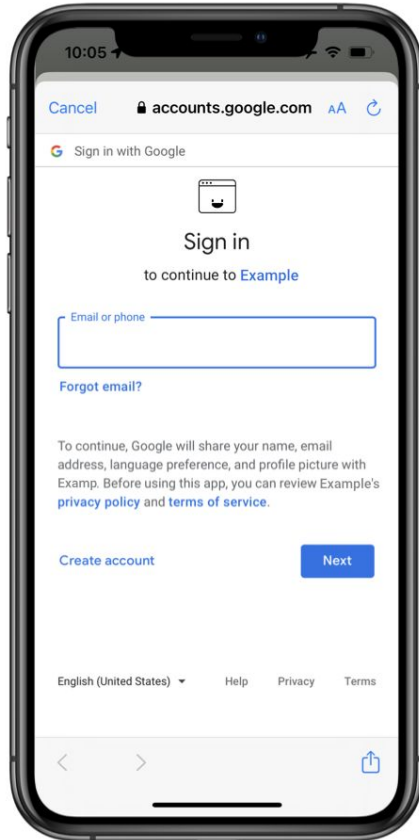 10:05
Cancel accounts.google.com AA
Sign in with Google
Sign in
to continue to Example
Email or phone
Forgot email?
To continue, Google will share your name, email
address, language preference, and profile picture with
Examp. Before using this app, you can review Example's
privacy policy and terms of service.
Create account Next
English (United States) Help Privacy Terms